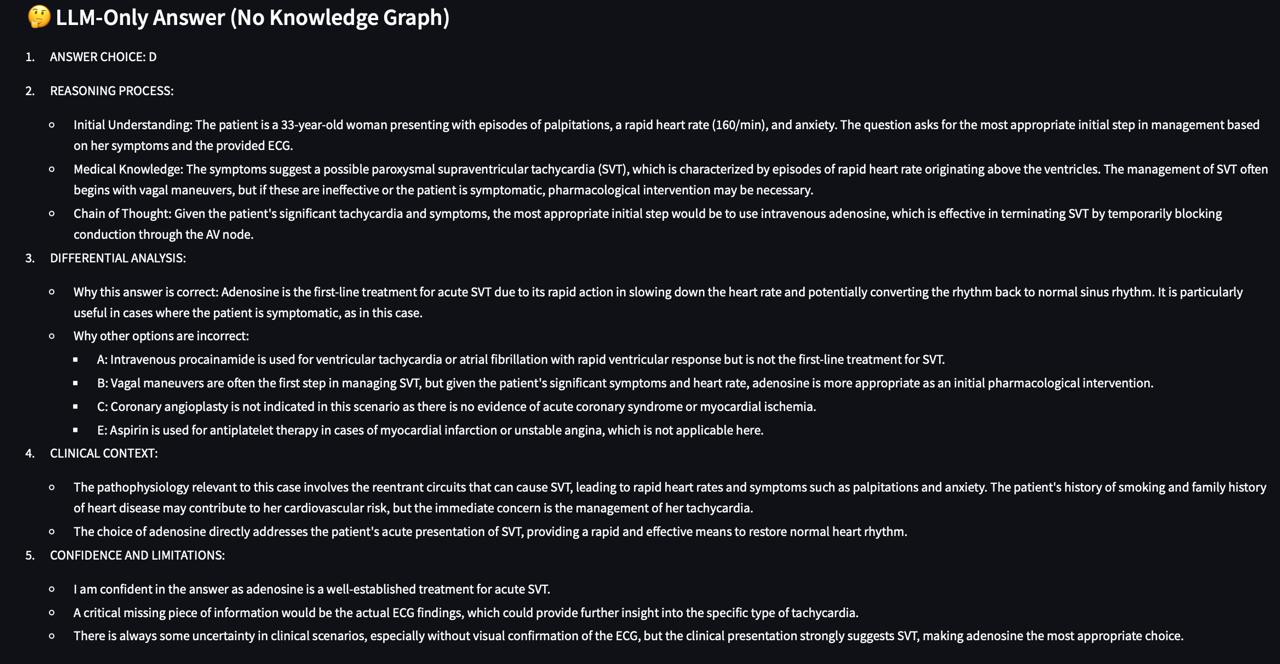 🤔 LLM-Only Answer (No Knowledge Graph)
1. ANSWER CHOICE: D
2. REASONING PROCESS:
○ Initial Understanding: The patient is a 33-year-old woman presenting with episodes of palpitations, a rapid heart rate (160/min), and anxiety. The question asks for the most appropriate initial step in management based
on her symptoms and the provided ECG.
○ Medical Knowledge: The symptoms suggest a possible paroxysmal supraventricular tachycardia (SVT), which is characterized by episodes of rapid heart rate originating above the ventricles. The management of SVT often
begins with vagal maneuvers, but if these are ineffective or the patient is symptomatic, pharmacological intervention may be necessary.
○ Chain of Thought: Given the patient's significant tachycardia and symptoms, the most appropriate initial step would be to use intravenous adenosine, which is effective in terminating SVT by temporarily blocking
conduction through the AV node.
3. DIFFERENTIAL ANALYSIS:
○ Why this answer is correct: Adenosine is the first-line treatment for acute SVT due to its rapid action in slowing down the heart rate and potentially converting the rhythm back to normal sinus rhythm. It is particularly
useful in cases where the patient is symptomatic, as in this case.
○ Why other options are incorrect:
▪ A: Intravenous procainamide is used for ventricular tachycardia or atrial fibrillation with rapid ventricular response but is not the first-line treatment for SVT.
▪ B: Vagal maneuvers are often the first step in managing SVT, but given the patient's significant symptoms and heart rate, adenosine is more appropriate as an initial pharmacological intervention.
▪ C: Coronary angioplasty is not indicated in this scenario as there is no evidence of acute coronary syndrome or myocardial ischemia.
▪ E: Aspirin is used for antiplatelet therapy in cases of myocardial infarction or unstable angina, which is not applicable here.
4. CLINICAL CONTEXT:
○ The pathophysiology relevant to this case involves the reentrant circuits that can cause SVT, leading to rapid heart rates and symptoms such as palpitations and anxiety. The patient's history of smoking and family history
of heart disease may contribute to her cardiovascular risk, but the immediate concern is the management of her tachycardia.
○ The choice of adenosine directly addresses the patient's acute presentation of SVT, providing a rapid and effective means to restore normal heart rhythm.
5. CONFIDENCE AND LIMITATIONS:
○ I am confident in the answer as adenosine is a well-established treatment for acute SVT.
○ A critical missing piece of information would be the actual ECG findings, which could provide further insight into the specific type of tachycardia.
○ There is always some uncertainty in clinical scenarios, especially without visual confirmation of the ECG, but the clinical presentation strongly suggests SVT, making adenosine the most appropriate choice.